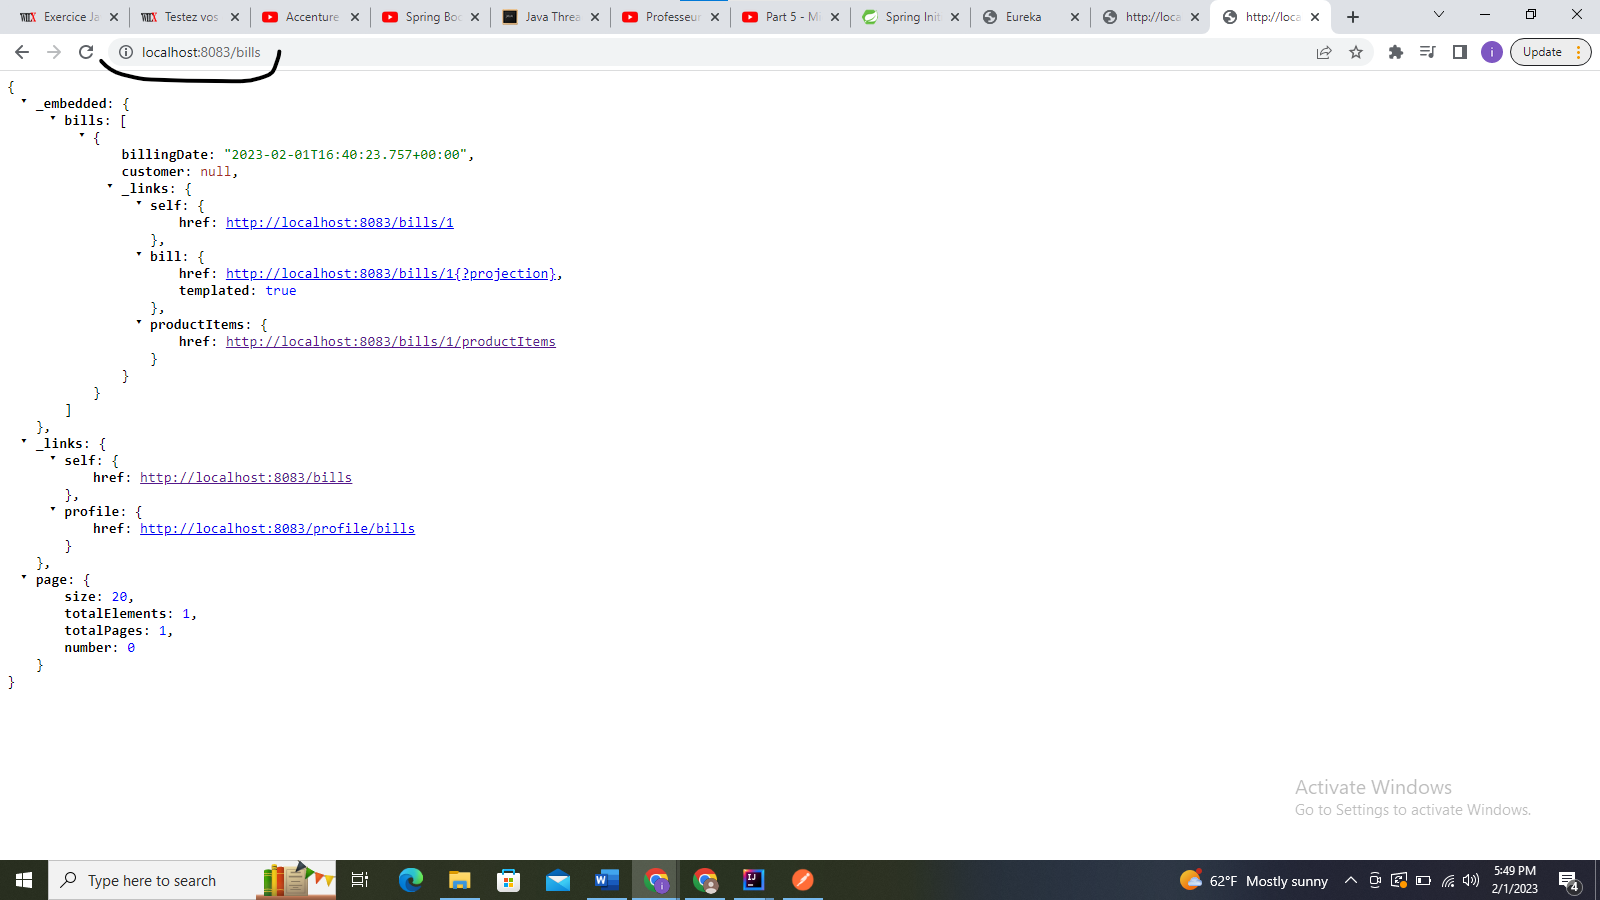 Exercice Ja
Testez vos
Accenture
Spring Boo
Java Threa
Professeur
Part 5 - Mi
Spring Init
Eureka
http://loca
http://loca
localhost:8083/bills
Update
{
_embedded: {
bills: [
{
billingDate: "2023-02-01T16:40:23.757+00:00",
customer: null,
_links: {
self: {
href: http://localhost:8083/bills/1
},
bill: {
href: http://localhost:8083/bills/1{?projection},
templated: true
},
productItems: {
href: http://localhost:8083/bills/1/productItems
}
}
}
]
},
_links: {
self: {
href: http://localhost:8083/bills
},
profile: {
href: http://localhost:8083/profile/bills
}
},
page: {
size: 20,
totalElements: 1,
totalPages: 1,
number: 0
}
}
Activate Windows
Go to Settings to activate Windows.
Type here to search
62°F Mostly sunny
5:49 PM
2/1/2023
4